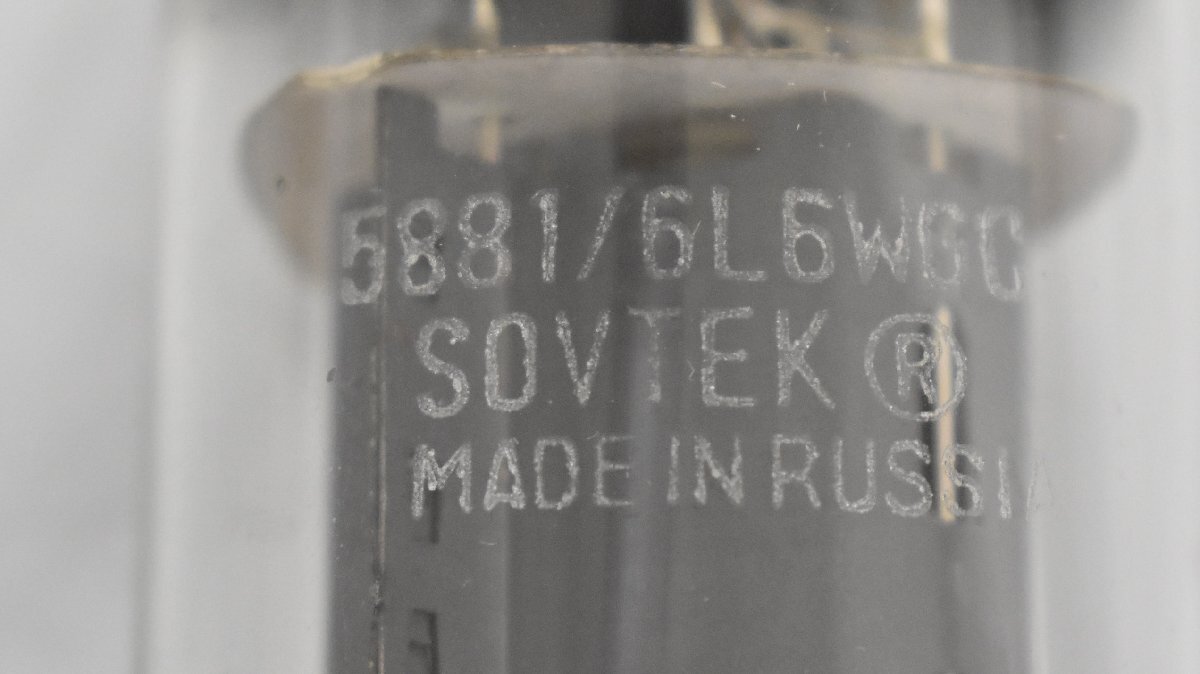 5881/6L6WGC
SOVTEK ®
MADE IN RUSSIA